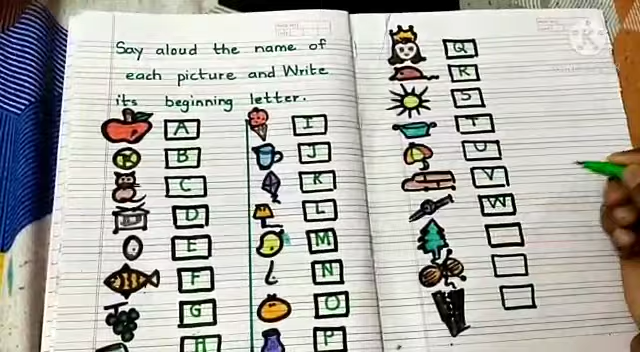 Say aloud the name of
each picture and Write
its beginning letter.
A
B
C
D
E
F
G
H
I
J
K
L
M
N
O
P
Q
R
S
T
U
V
W